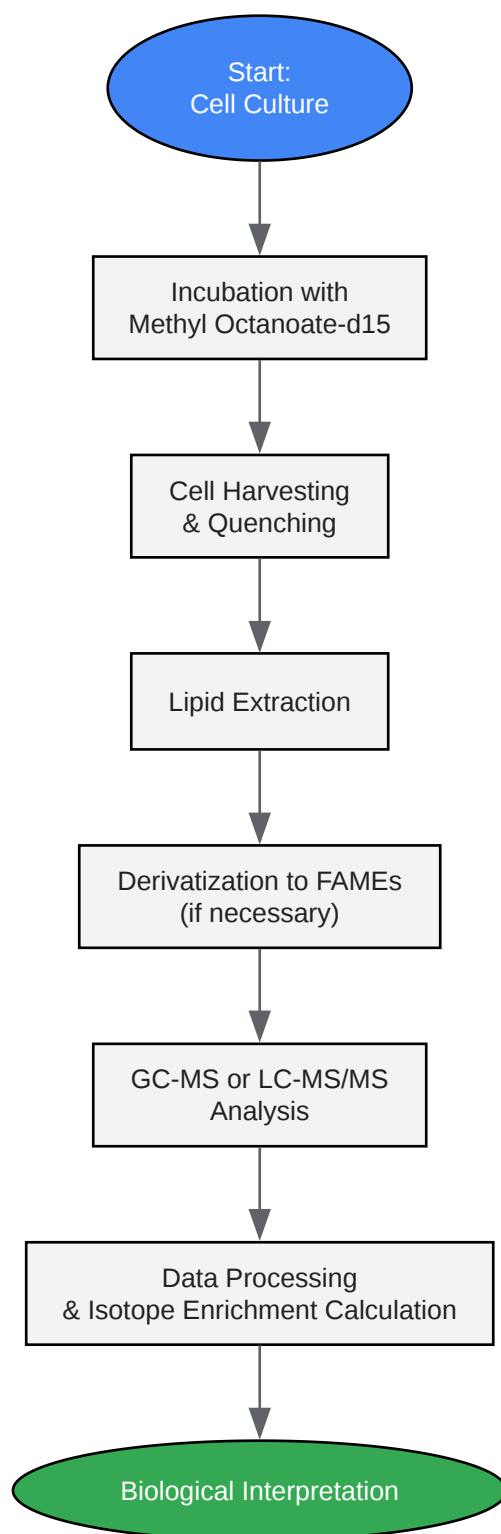 Start:
Cell Culture
Incubation with
Methyl Octanoate-d15
Cell Harvesting
& Quenching
Lipid Extraction
Derivatization to FAMEs
(if necessary)
GC-MS or LC-MS/MS
Analysis
Data Processing
& Isotope Enrichment Calculation
Biological Interpretation